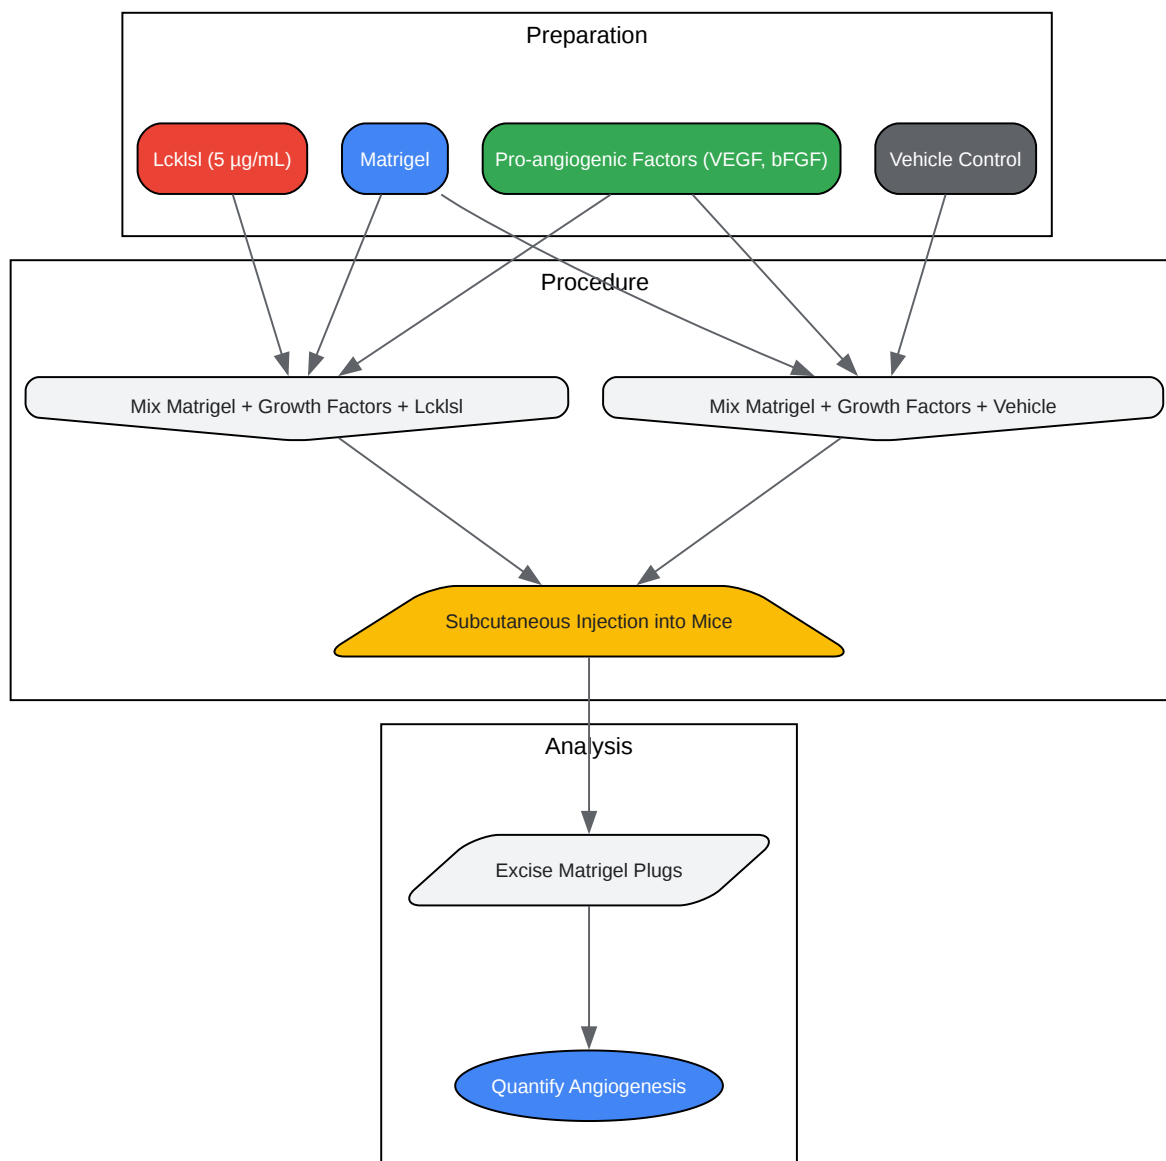 Preparation
Lcklsl (5 µg/mL)
Matrigel
Pro-angiogenic Factors (VEGF, bFGF)
Vehicle Control
Procedure
Mix Matrigel + Growth Factors + Lcklsl
Mix Matrigel + Growth Factors + Vehicle
Subcutaneous Injection into Mice
Analysis
Excise Matrigel Plugs
Quantify Angiogenesis